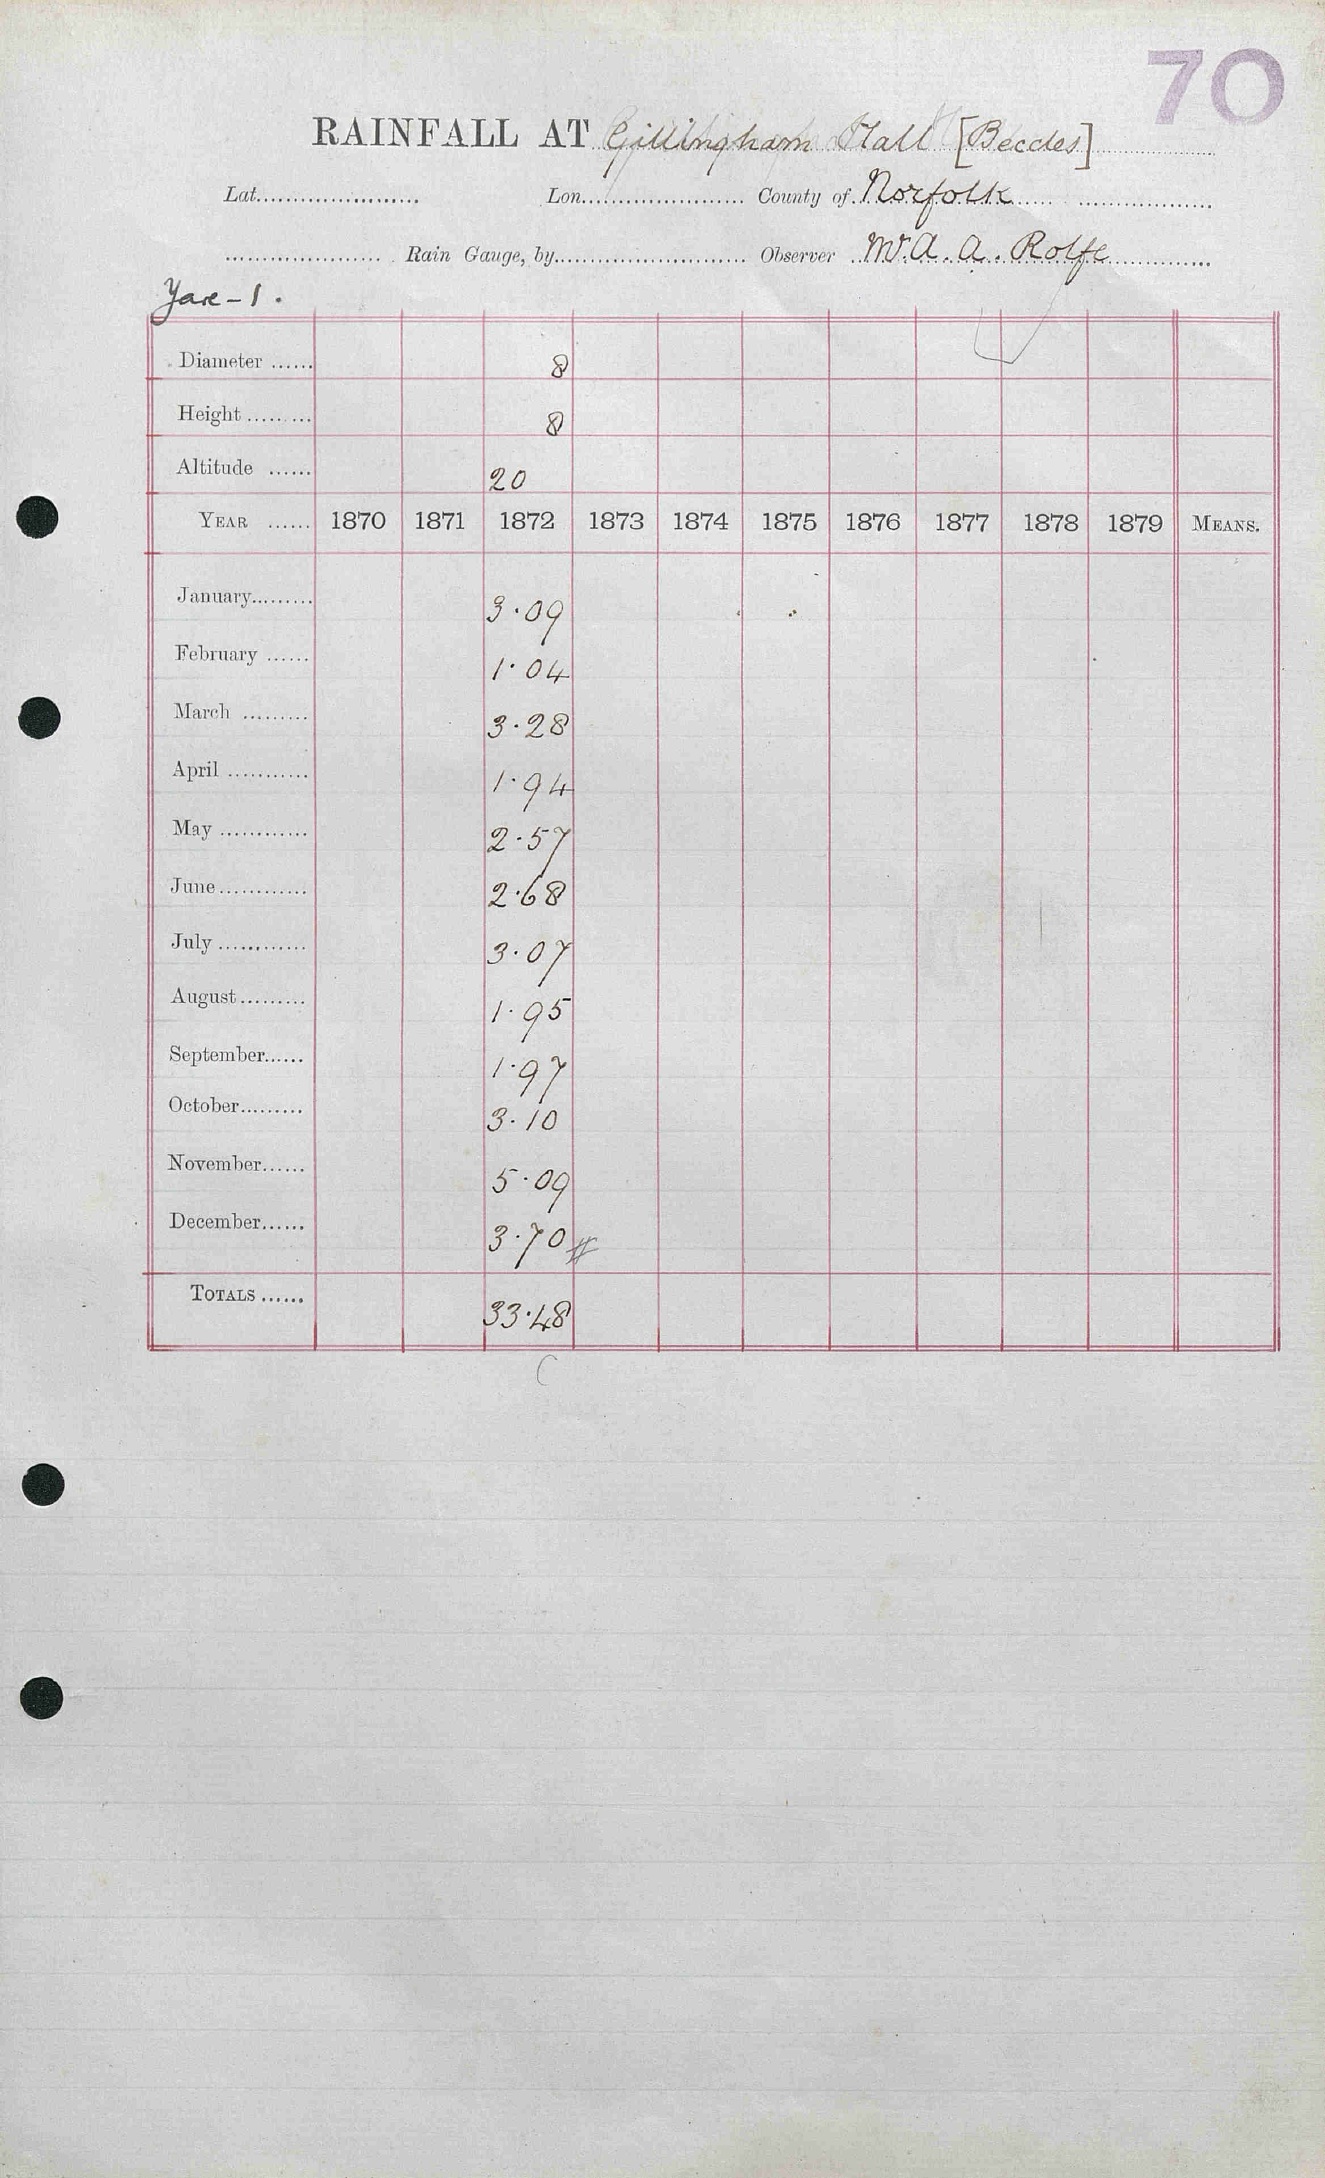 70
RAINFALL AT Gillingham Hall [Beccles]
Lat. Lon. County of Norfolk
Rain Gauge, by Observer Mr. A. A. Rolfe
Yare-1.
Diameter 8
Height 8
Altitude 20
YEAR 1870 1871 1872 1873 1874 1875 1876 1877 1878 1879 MEANS.
January 3.09
February 1.04
March 3.28
April 1.94
May 2.57
June 2.68
July 3.07
August 1.95
September 1.97
October 3.10
November 5.09
December 3.70 #
TOTALS 33.48
C